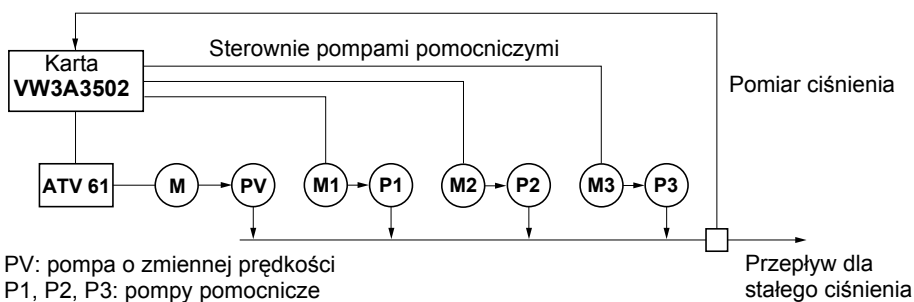 Sterownie pompami pomocniczymi
Karta
VW3A3502
Pomiar ciśnienia
ATV 61
M
PV
M1
P1
M2
P2
M3
P3
PV: pompa o zmiennej prędkości
P1, P2, P3: pompy pomocnicze
Przepływ dla
stałego ciśnienia